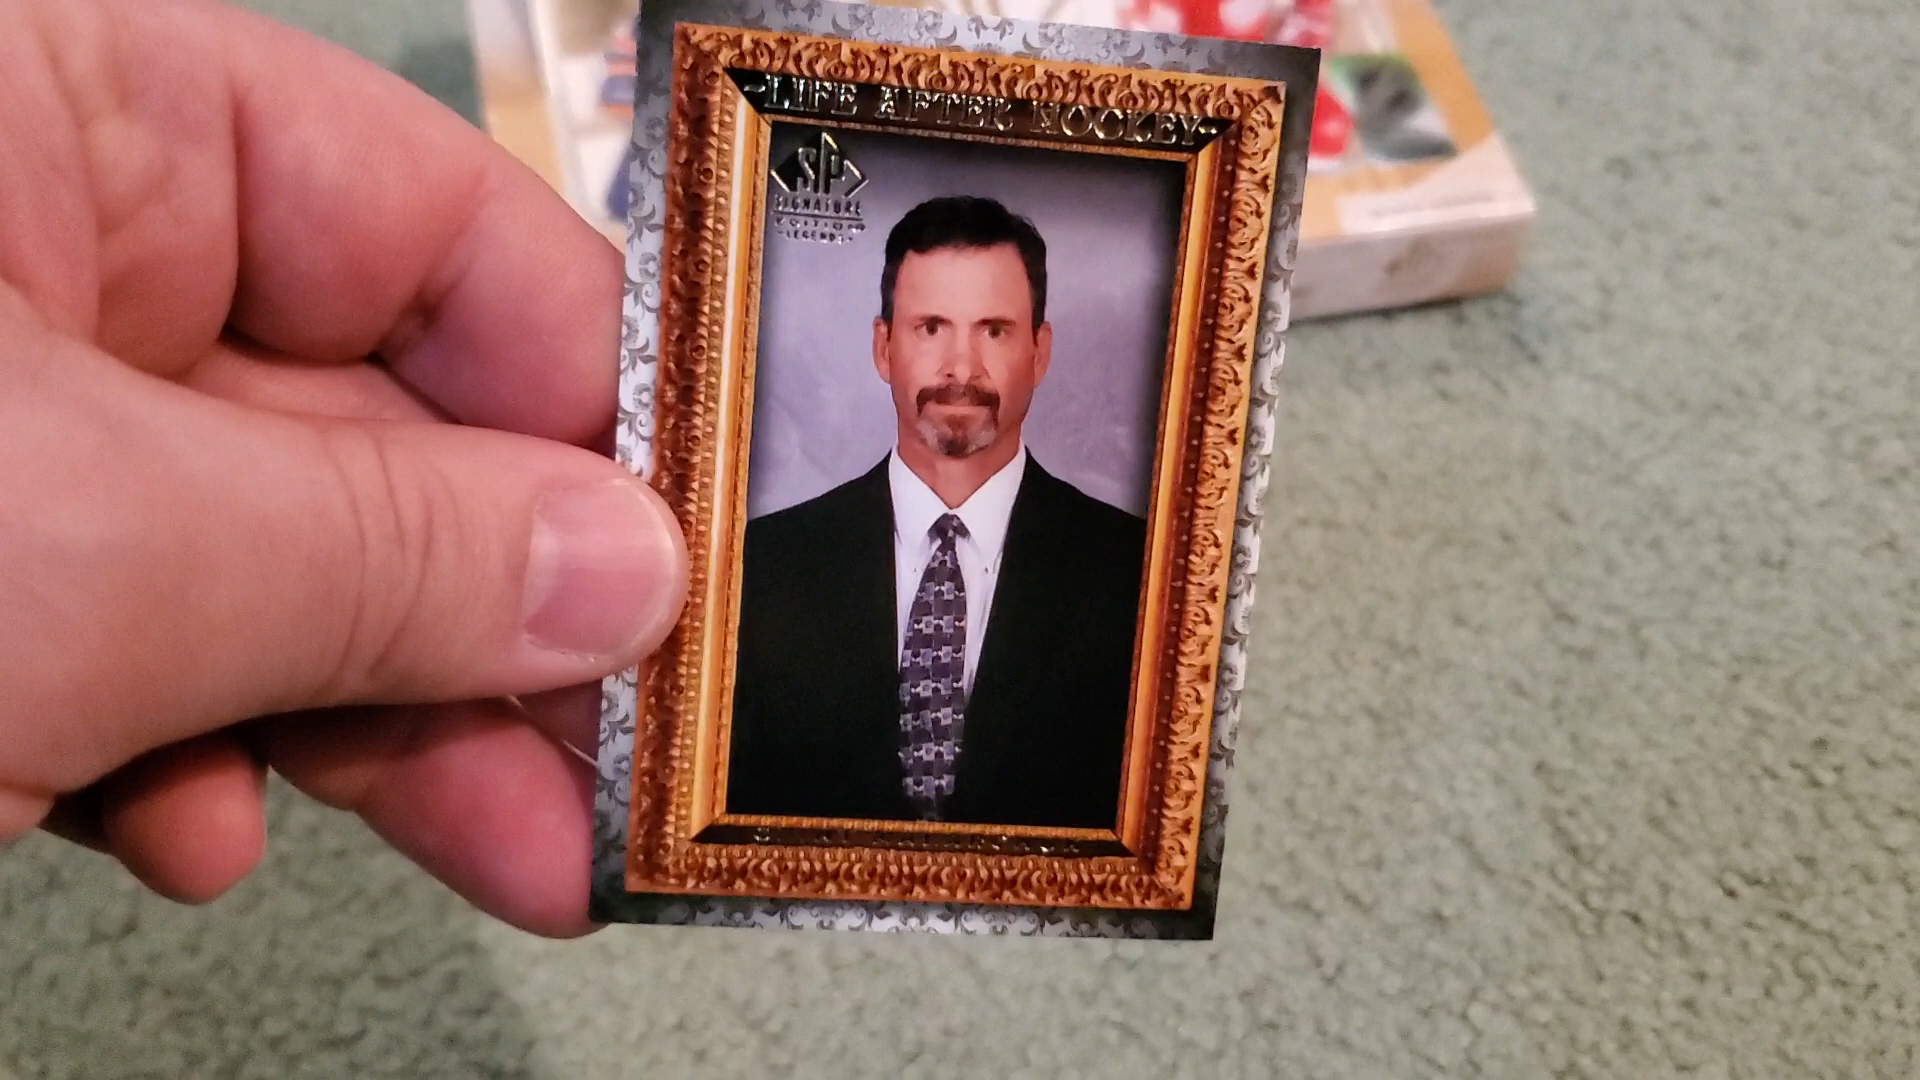 -LIFE AFTER HOCKEY-
SP
SIGNATURE
EDITION
-LEGENDS-